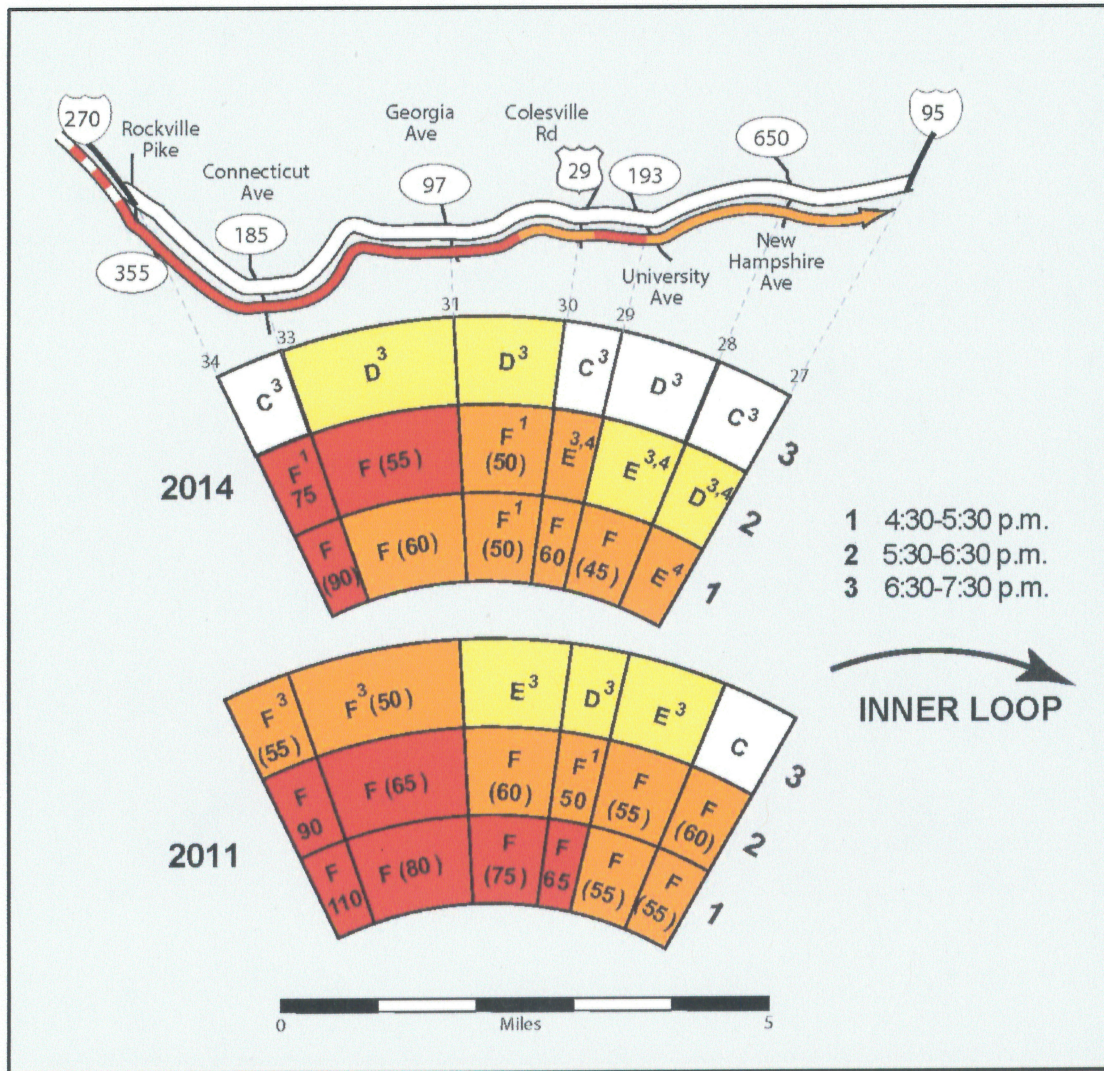 270
Rockville
Pike
Connecticut
Ave
185
355
Georgia
Ave
97
Colesville
Rd
29
193
University
Ave
650
New
Hampshire
Ave
95
34
33
31
30
29
28
27
2014
C3
D3
D3
C3
D3
C3
3
F1
75
F (55)
F1
(50)
E3,4
E3,4
D3,4
2
F
(90)
F (60)
F1
(50)
F
60
F
(45)
E4
1
1 4:30-5:30 p.m.
2 5:30-6:30 p.m.
3 6:30-7:30 p.m.
INNER LOOP
2011
F3
(55)
F3 (50)
E3
D3
E3
C
3
F
90
F (65)
F
(60)
F1
50
F
(55)
F
(60)
2
F
110
F (80)
F
(75)
F
65
F
(55)
F
(55)
1
0
Miles
5